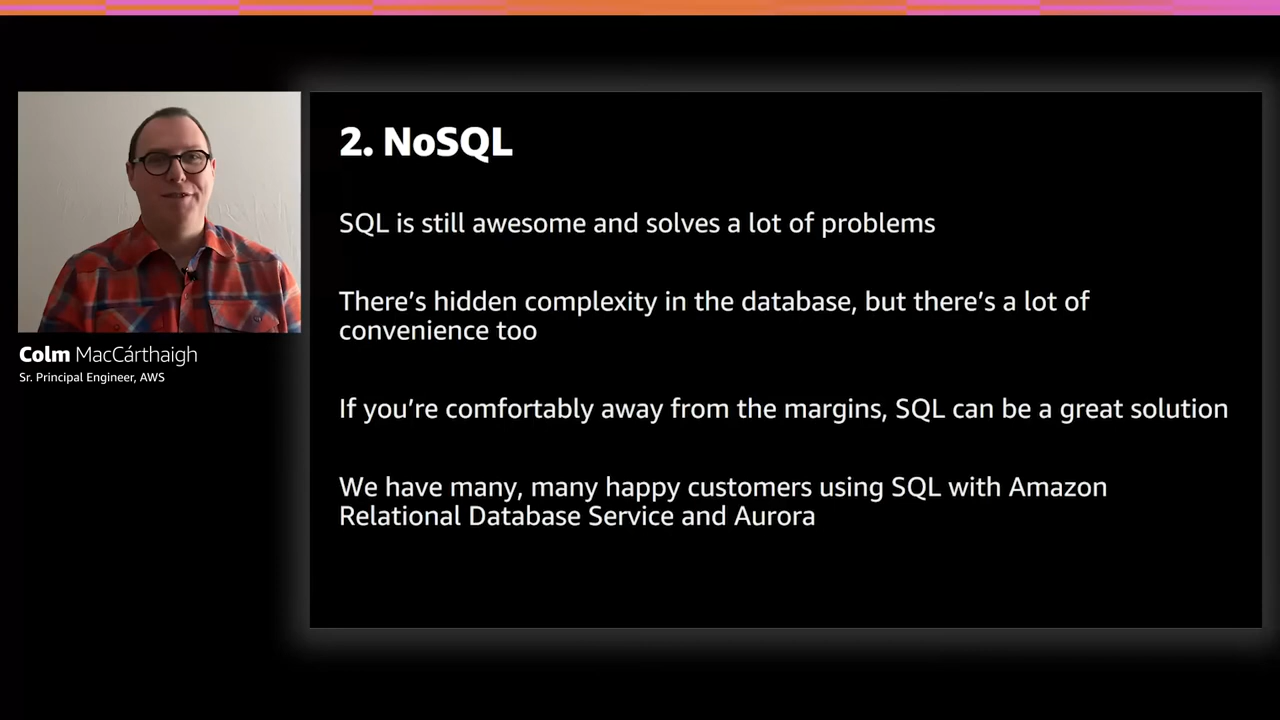 2. NoSQL
SQL is still awesome and solves a lot of problems
There's hidden complexity in the database, but there's a lot of
convenience too
If you're comfortably away from the margins, SQL can be a great solution
We have many, many happy customers using SQL with Amazon
Relational Database Service and Aurora
Colm MacCárthaigh
Sr. Principal Engineer, AWS